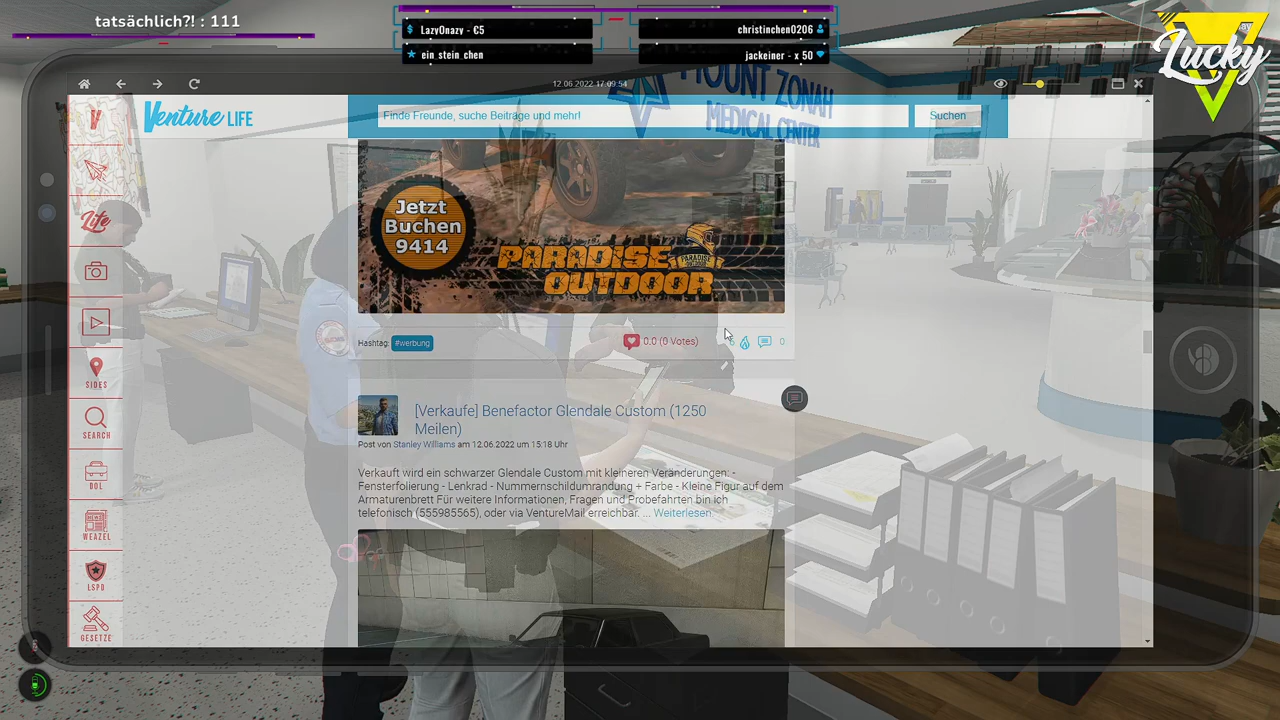 tatsächlich?! : 111
LazyOnazy - €5
christinchen0206
ein_stein_chen
jackeiner - x 50
Lucky
12.06.2022 17:09:54
MOUNT ZONAH
MEDICAL CENTER
Venture LIFE
Finde Freunde, suche Beiträge und mehr!
Suchen
Life
SIDES
SEARCH
WEAZEL
LSPD
GESETZE
Jetzt
Buchen
9414
PARADISE
OUTDOOR
Hashtag: #werbung
0.0 (0 Votes)
0
[Verkaufe] Benefactor Glendale Custom (1250
Meilen)
Post von Stanley Williams am 12.06.2022 um 15:18 Uhr
Verkauft wird ein schwarzer Glendale Custom mit kleineren Veränderungen: -
Fensterfolierung - Lenkrad - Nummernschildumrandung + Farbe - Kleine Figur auf dem
Armaturenbrett Für weitere Informationen, Fragen und Probefahrten bin ich
telefonisch (555985565), oder via VentureMail erreichbar. ... Weiterlesen.